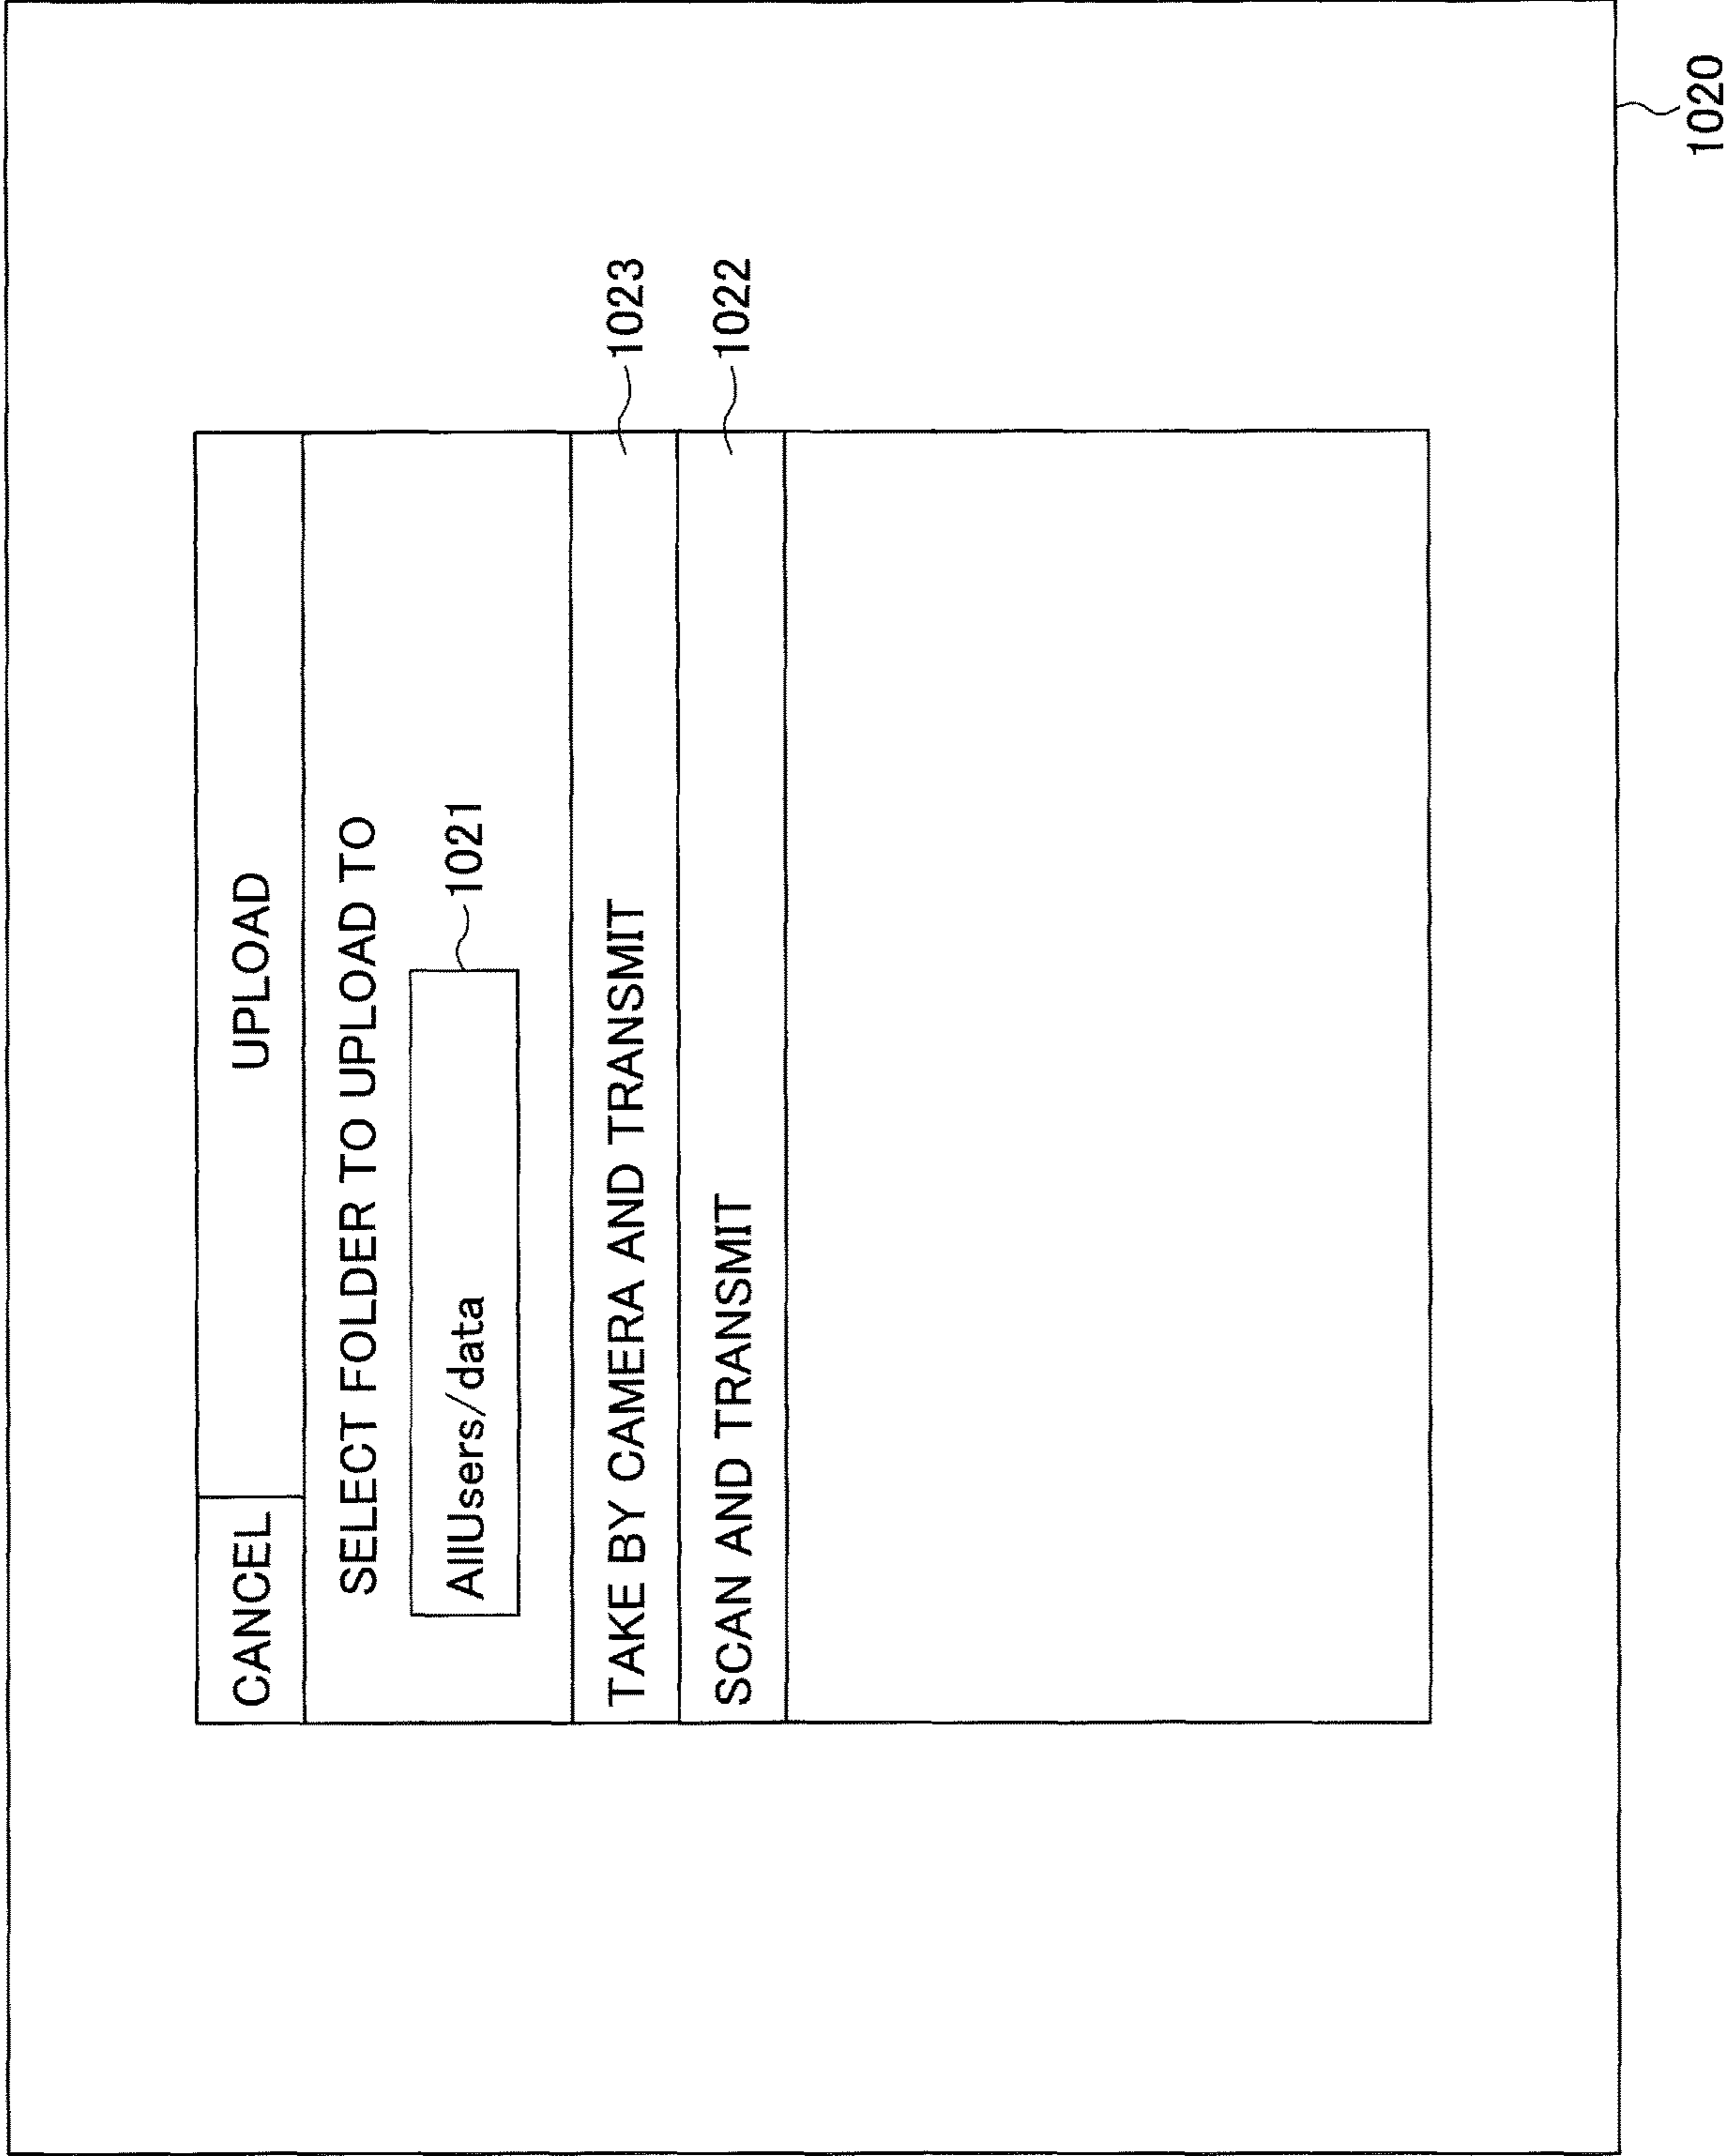 CANCEL UPLOAD
SELECT FOLDER TO UPLOAD TO
AllUsers/data 1021
TAKE BY CAMERA AND TRANSMIT 1023
SCAN AND TRANSMIT 1022
1020